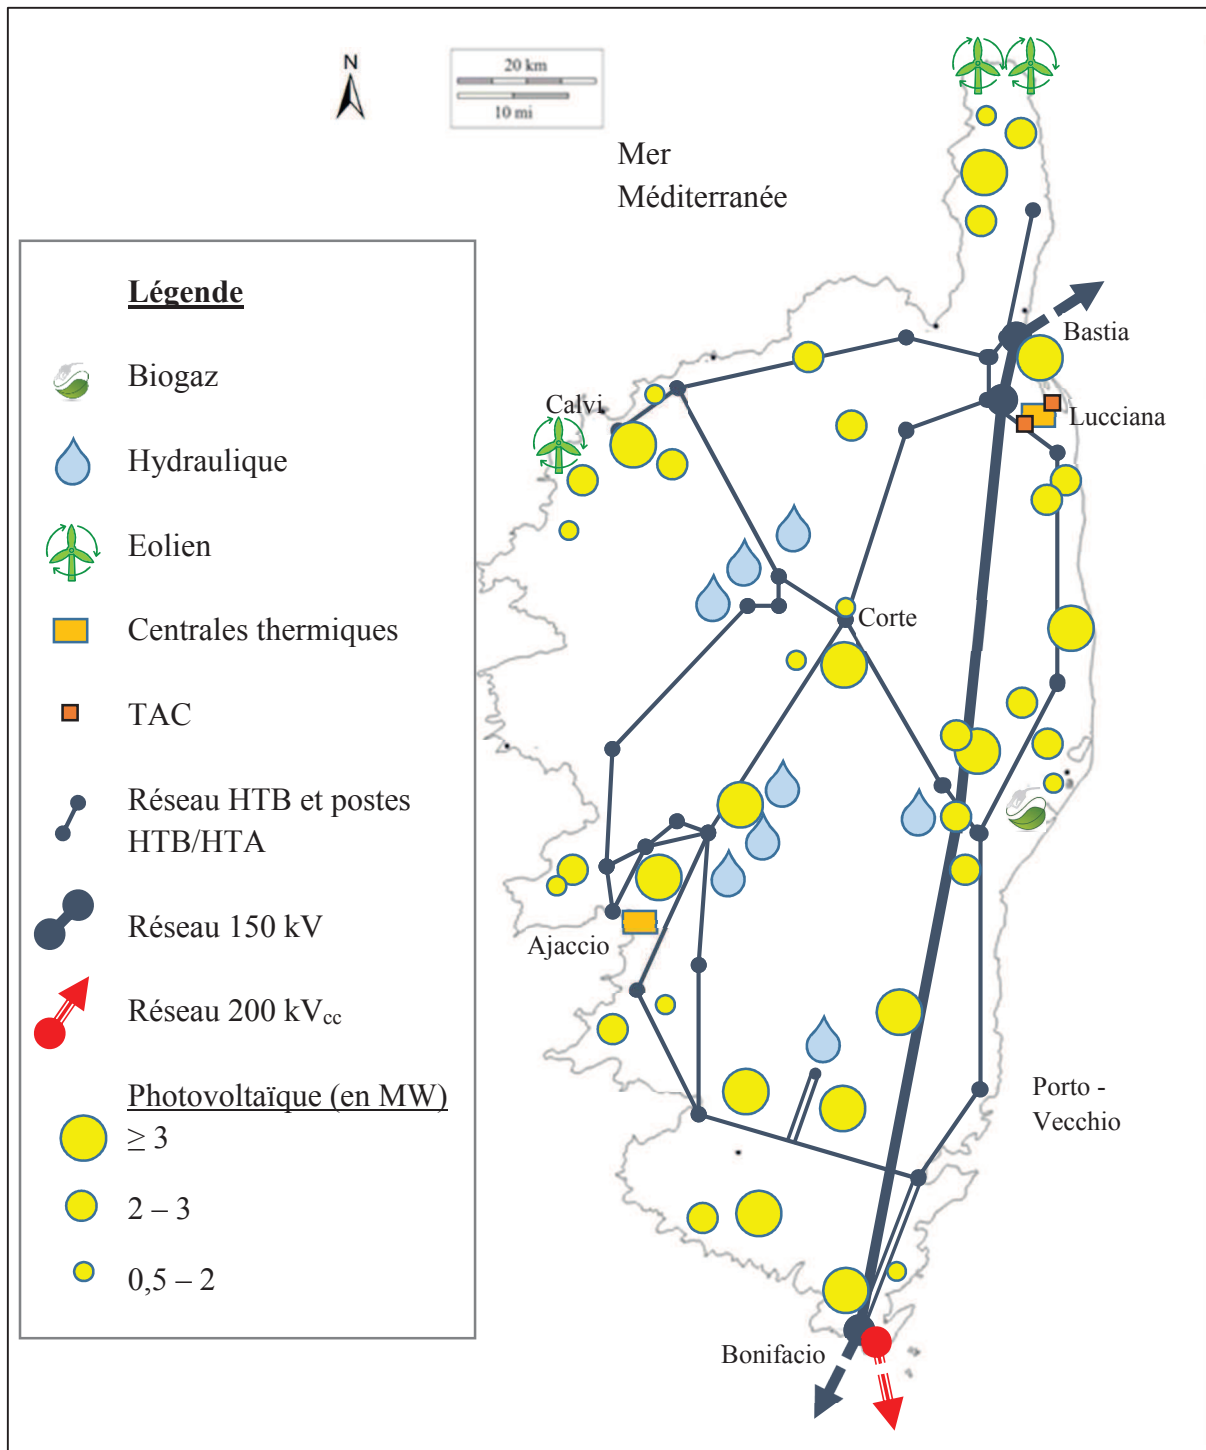 N
20 km
10 mi
Mer
Méditerranée
Légende
Biogaz
Hydraulique
Eolien
Centrales thermiques
TAC
Réseau HTB et postes
HTB/HTA
Réseau 150 kV
Réseau 200 kVcc
Photovoltaïque (en MW)
≥ 3
2 – 3
0,5 – 2
Bastia
Calvi
Lucciana
Corte
Ajaccio
Porto -
Vecchio
Bonifacio